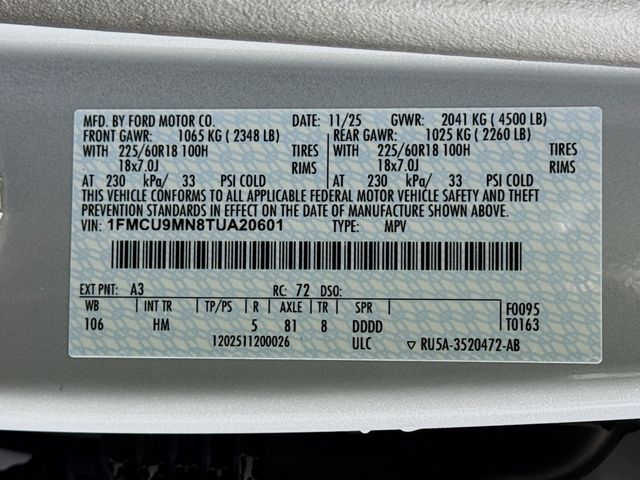 MFD. BY FORD MOTOR CO. DATE: 11/25 GVWR: 2041 KG ( 4500 LB)
FRONT GAWR: 1065 KG ( 2348 LB) REAR GAWR: 1025 KG ( 2260 LB)
WITH 225/60R18 100H TIRES WITH 225/60R18 100H TIRES
18x7.0J RIMS 18x7.0J RIMS
AT 230 kPa/ 33 PSI COLD AT 230 kPa/ 33 PSI COLD
THIS VEHICLE CONFORMS TO ALL APPLICABLE FEDERAL MOTOR VEHICLE SAFETY AND THEFT
PREVENTION STANDARDS IN EFFECT ON THE DATE OF MANUFACTURE SHOWN ABOVE.
VIN: 1FMCU9MN8TUA20601 TYPE: MPV
EXT PNT: A3 RC: 72 DSO:
WB INT TR TP/PS R AXLE TR SPR F0095
106 HM 5 81 8 DDDD T0163
1202511200026 ULC ▽ RU5A-3520472-AB